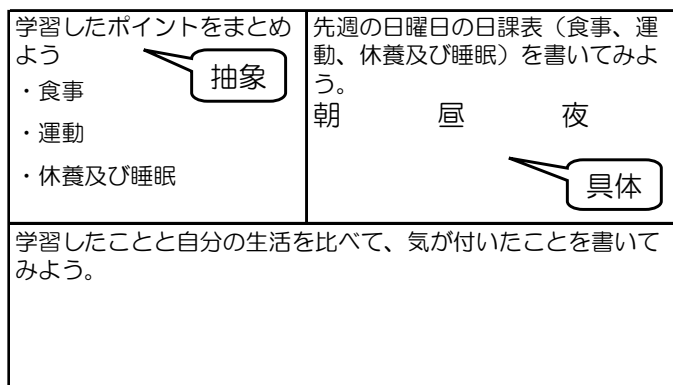 学習したポイントをまとめ
よう
・食事
・運動
・休養及び睡眠
抽象
先週の日曜日の日課表（食事、運
動、休養及び睡眠）を書いてみよ
う。
朝 昼 夜
具体
学習したことと自分の生活を比べて、気が付いたことを書いて
みよう。